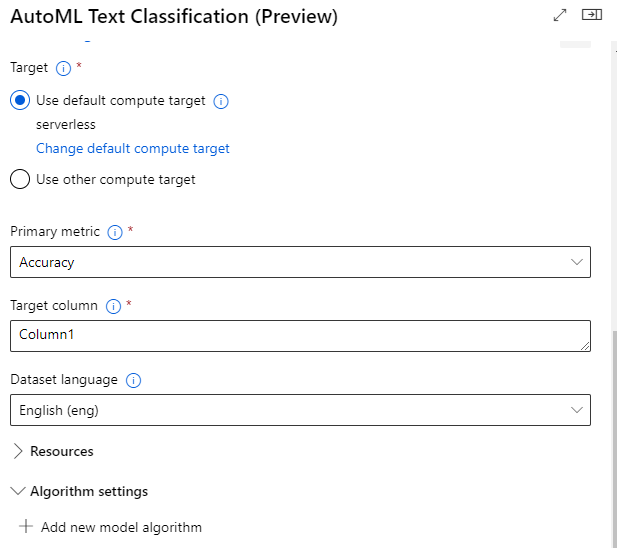 AutoML Text Classification (Preview)
Target *
Use default compute target
serverless
Change default compute target
Use other compute target
Primary metric *
Accuracy
Target column *
Column1
Dataset language
English (eng)
Resources
Algorithm settings
Add new model algorithm